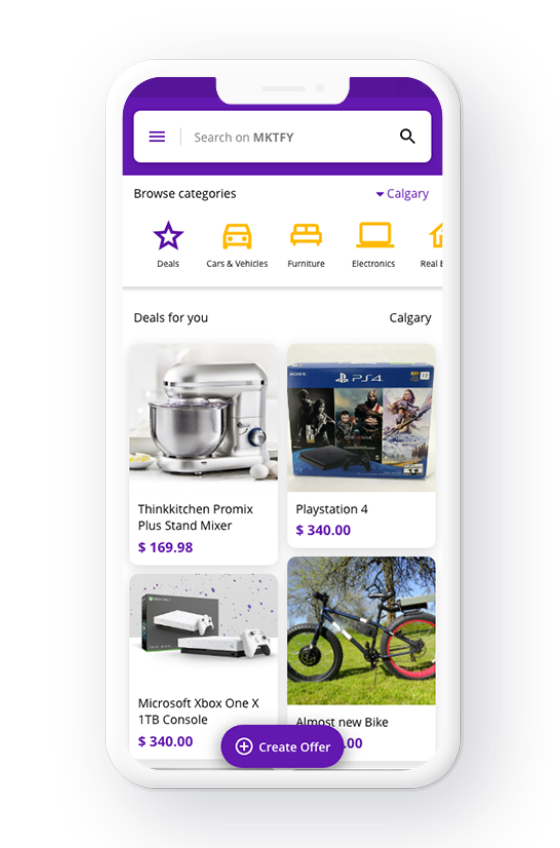 Search on MKTFY
Browse categories
Calgary
Deals
Cars & Vehicles
Furniture
Electronics
Real
Deals for you
Calgary
PS4
Thinkkitchen Promix
Plus Stand Mixer
$ 169.98
Playstation 4
$ 340.00
Microsoft Xbox One X
1TB Console
$ 340.00
Almost new Bike
.00
Create Offer